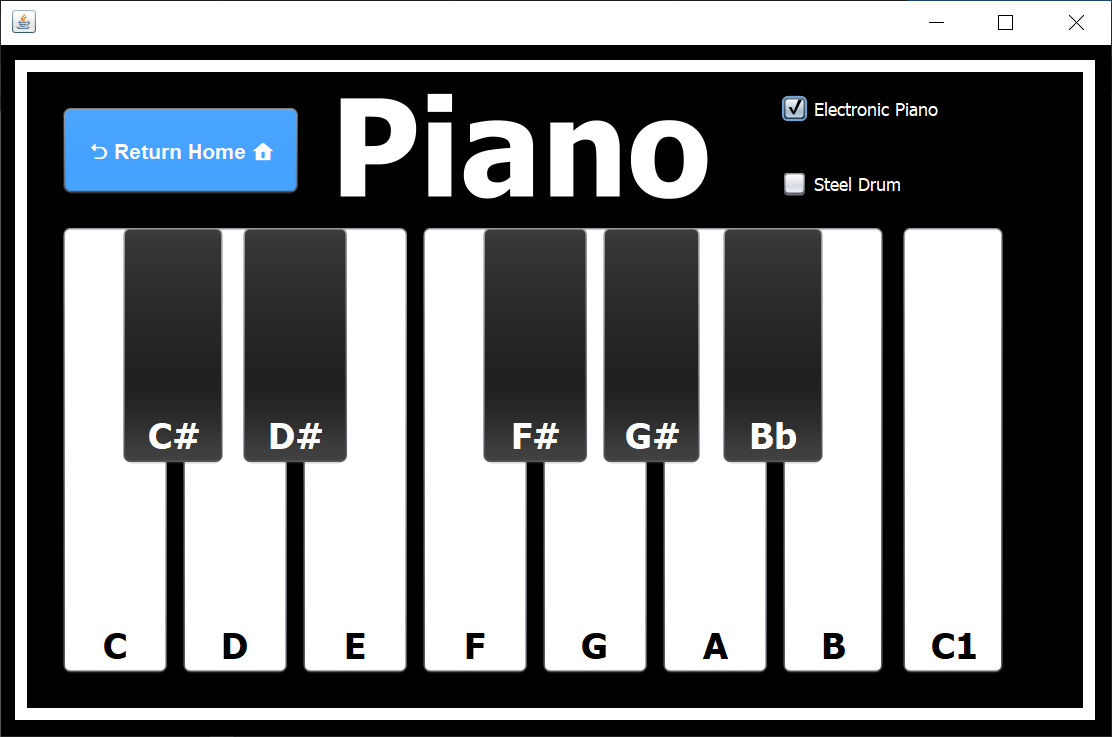 Piano
Return Home
Electronic Piano
Steel Drum
C# D# F# G# Bb
C D E F G A B C1